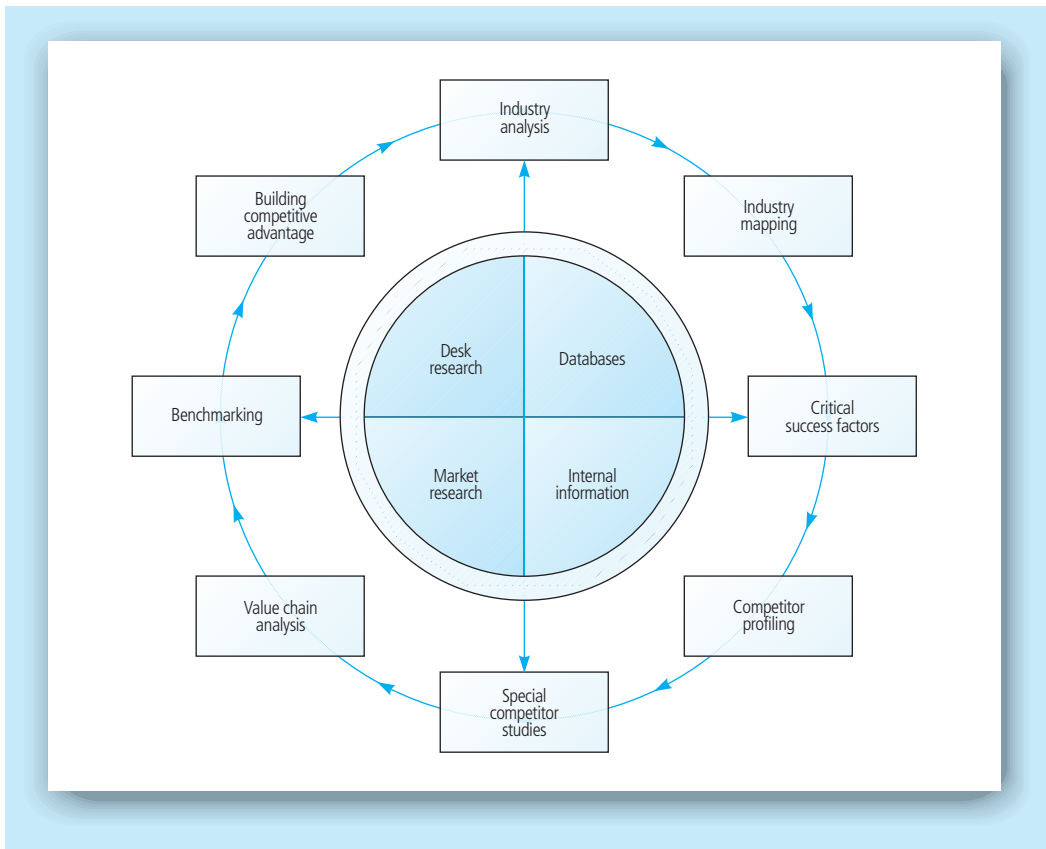 Industry
analysis
Building
competitive
advantage
Industry
mapping
Desk
research
Databases
Benchmarking
Critical
success factors
Market
research
Internal
information
Value chain
analysis
Competitor
profiling
Special
competitor
studies